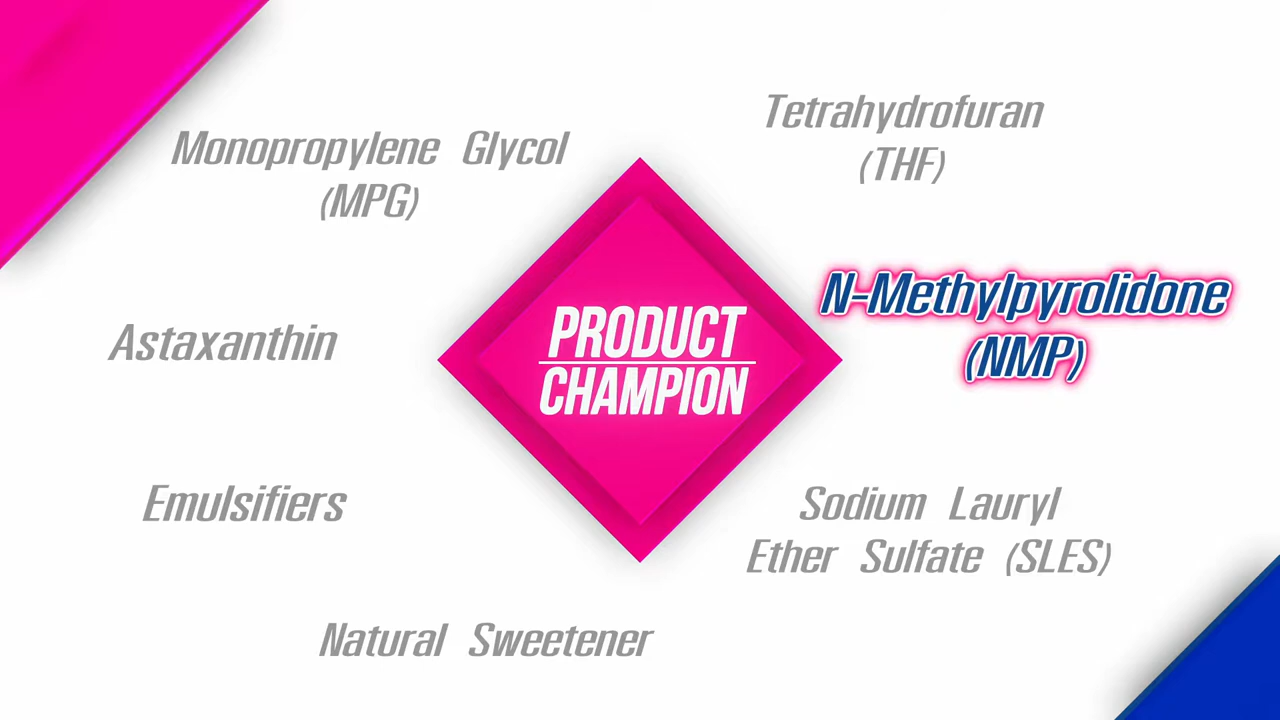 Monopropylene Glycol
(MPG)
Tetrahydrofuran
(THF)
Astaxanthin
PRODUCT
CHAMPION
N-Methylpyrolidone
(NMP)
Emulsifiers
Sodium Lauryl
Ether Sulfate (SLES)
Natural Sweetener